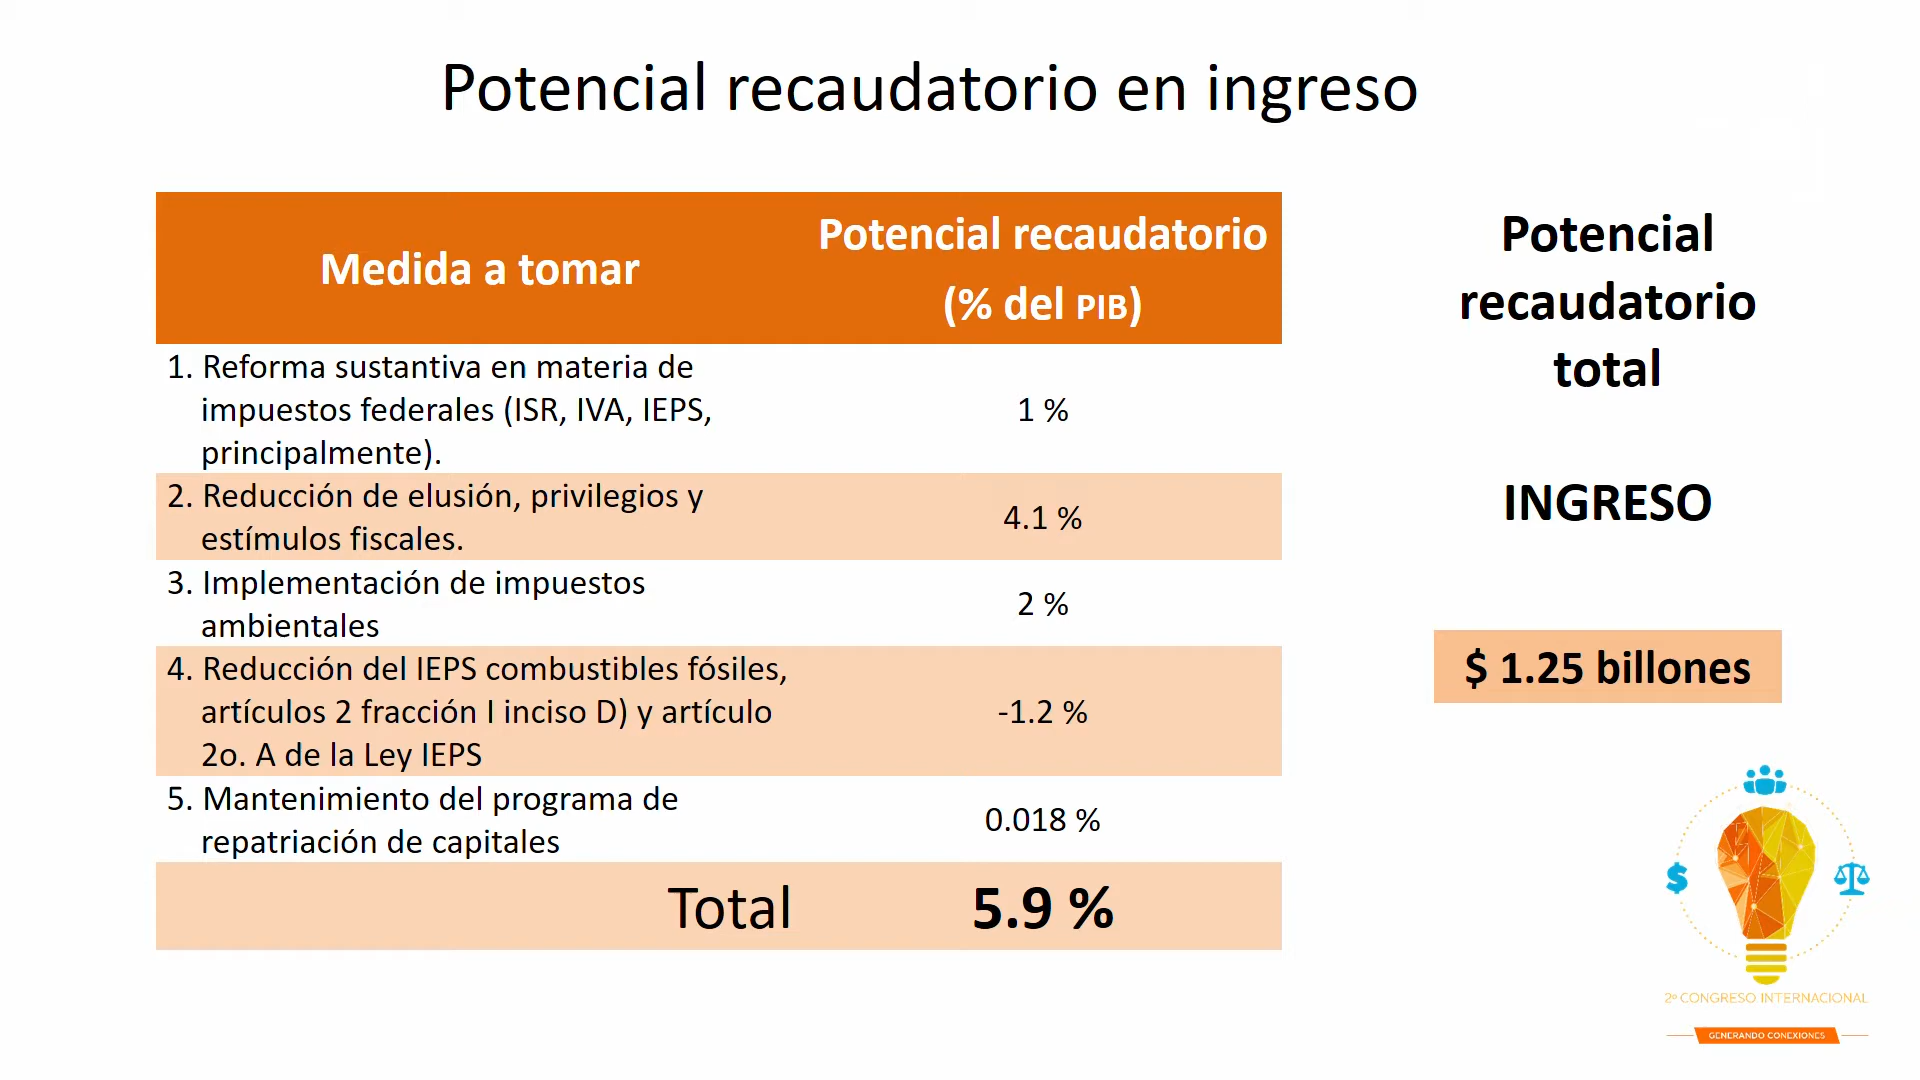 Potencial recaudatorio en ingreso
Medida a tomar
Potencial recaudatorio
(% del PIB)
1. Reforma sustantiva en materia de
impuestos federales (ISR, IVA, IEPS,
principalmente).
1 %
2. Reducción de elusión, privilegios y
estímulos fiscales.
4.1 %
3. Implementación de impuestos
ambientales
2 %
4. Reducción del IEPS combustibles fósiles,
artículos 2 fracción I inciso D) y artículo
2o. A de la Ley IEPS
-1.2 %
5. Mantenimiento del programa de
repatriación de capitales
0.018 %
Total
5.9 %
Potencial
recaudatorio
total
INGRESO
$ 1.25 billones
$
2º CONGRESO INTERNACIONAL
GENERANDO CONEXIONES